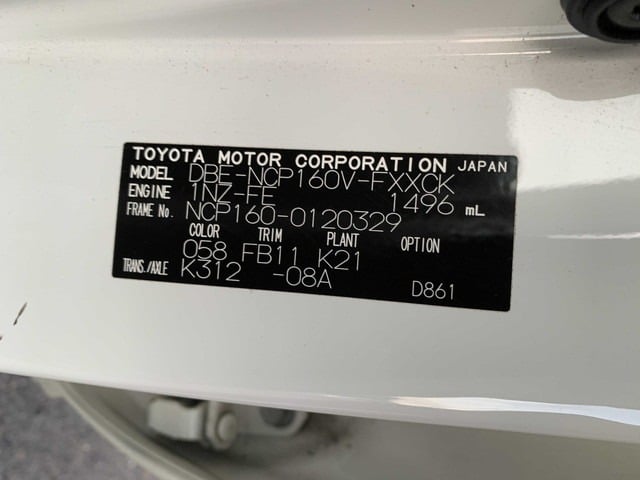 TOYOTA MOTOR CORPORATION JAPAN
MODEL DBE-NCP160V-FXXCK
ENGINE 1NZ-FE 1496 mL
FRAME No. NCP160-0120329
COLOR TRIM PLANT OPTION
058 FB11 K21
TRANS./AXLE K312 -08A D861